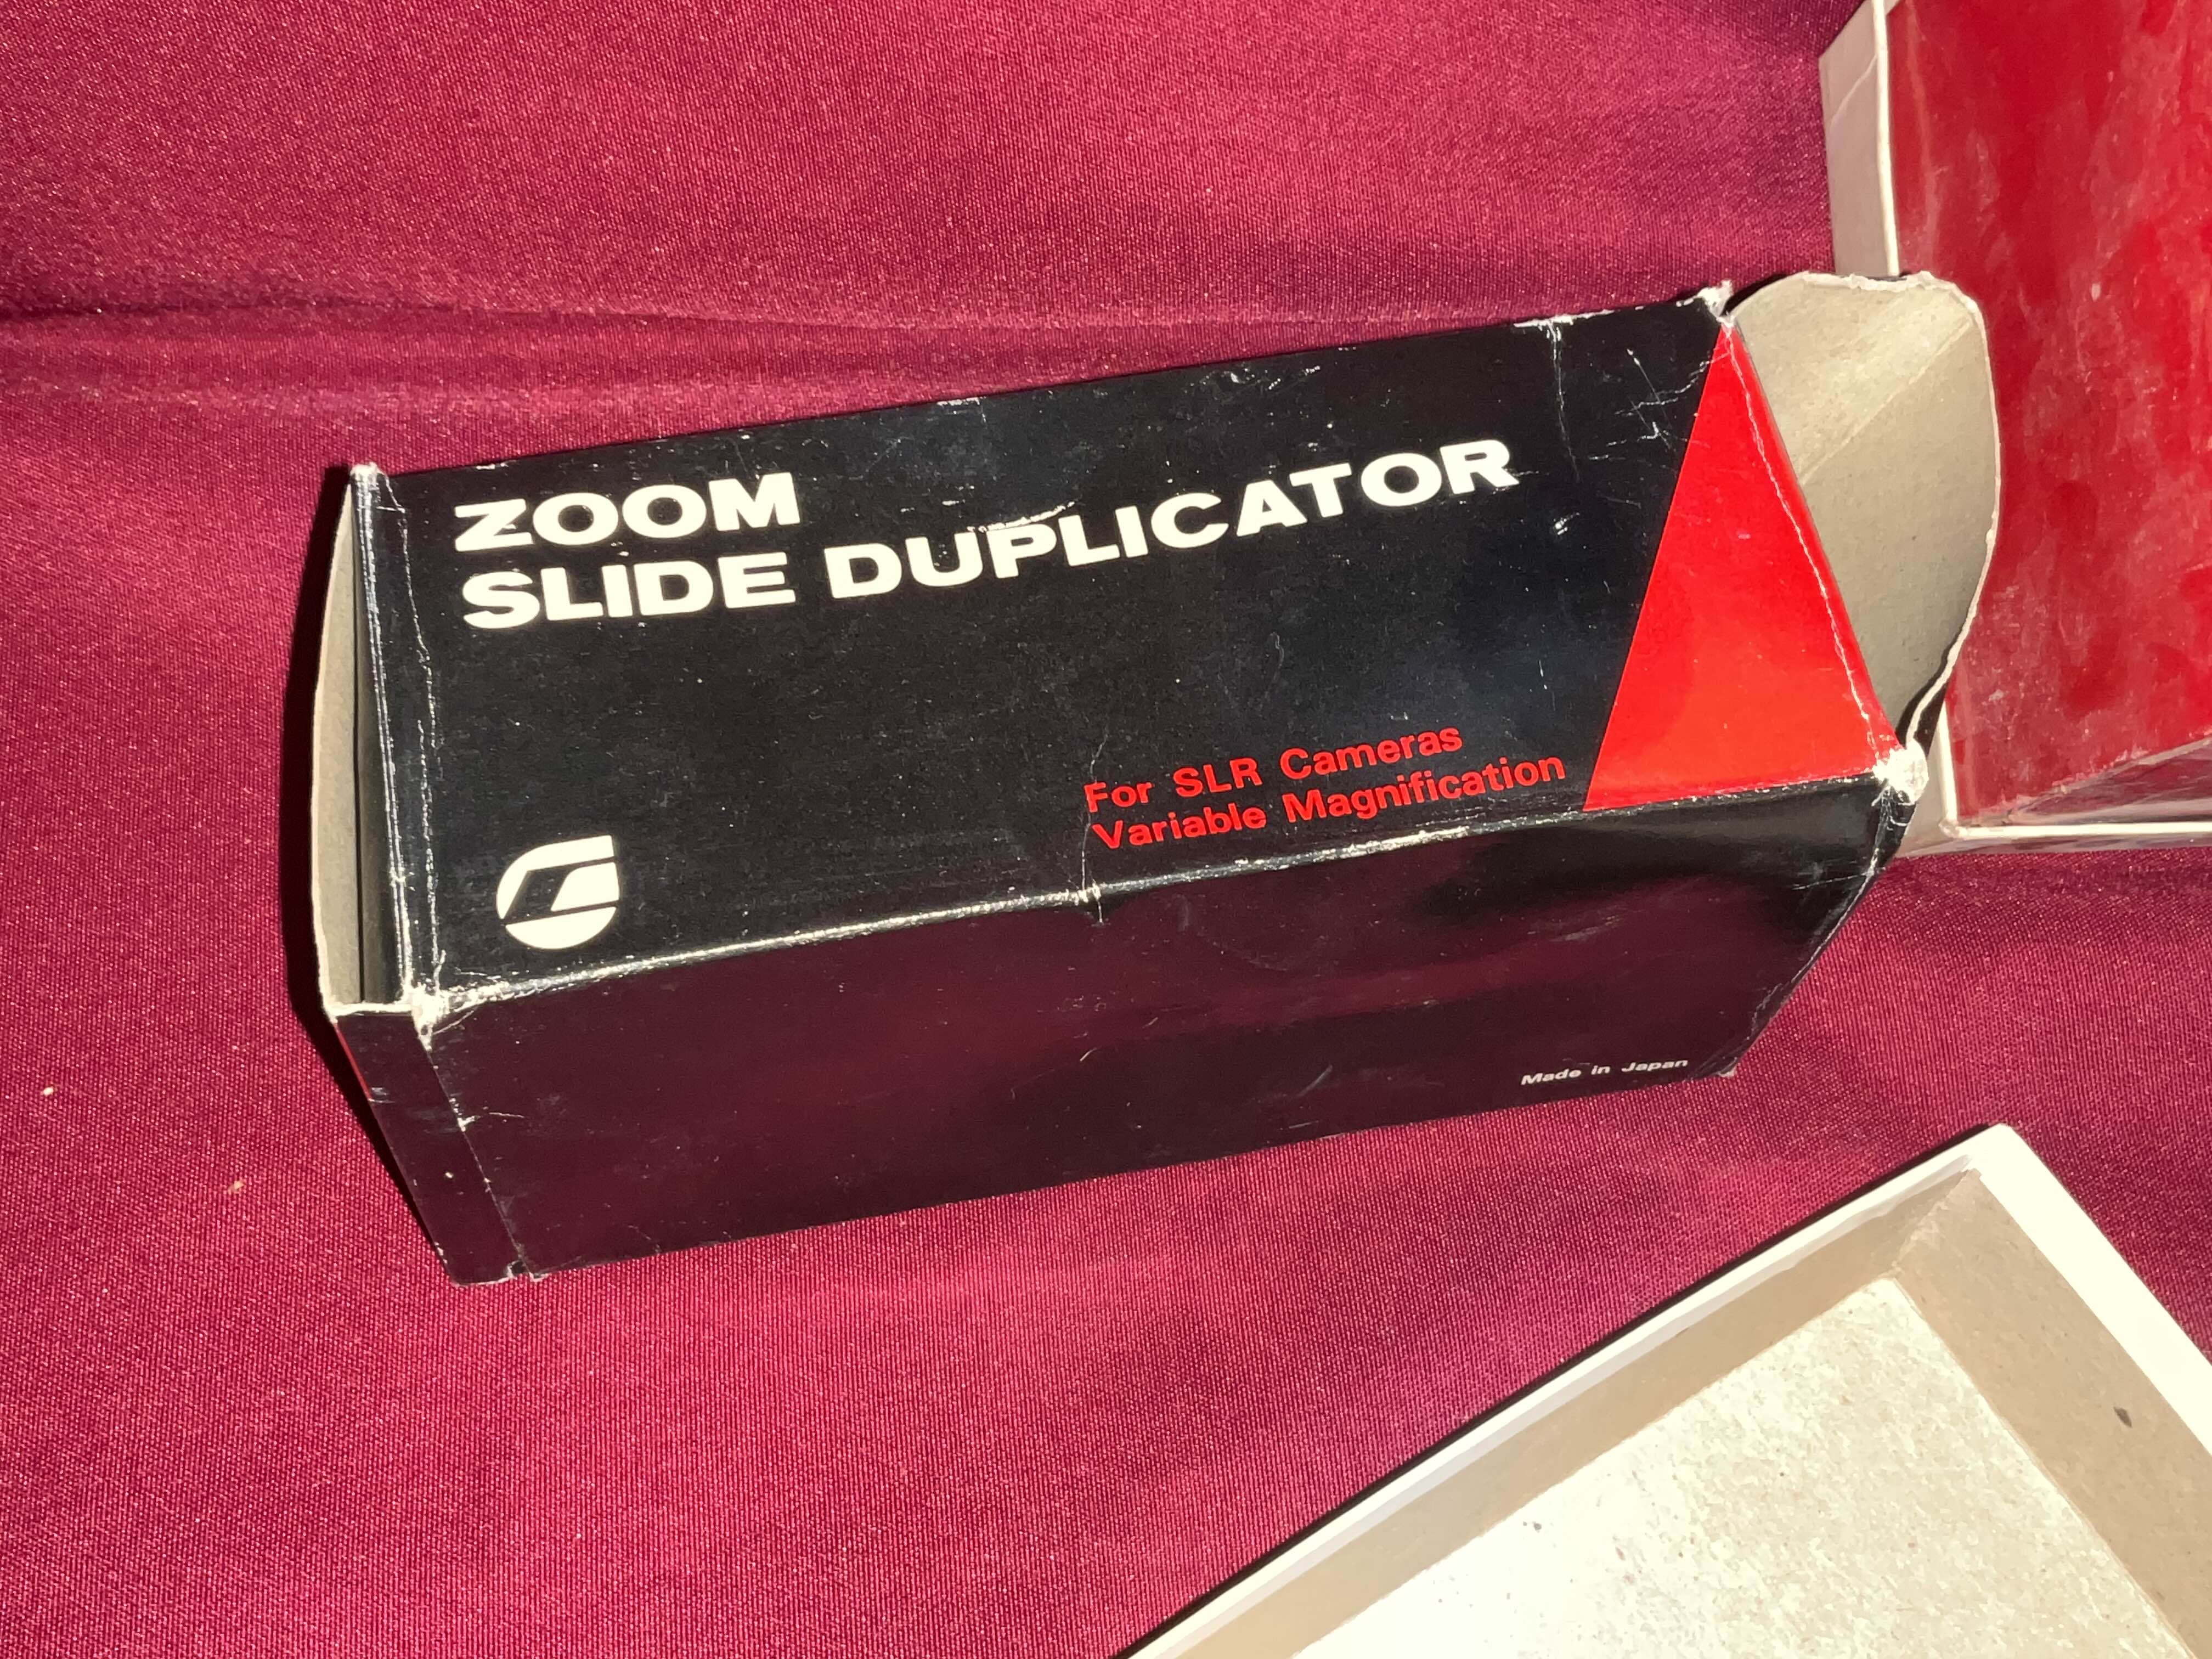 ZOOM
SLIDE DUPLICATOR
For SLR Cameras
Variable Magnification
Made in Japan